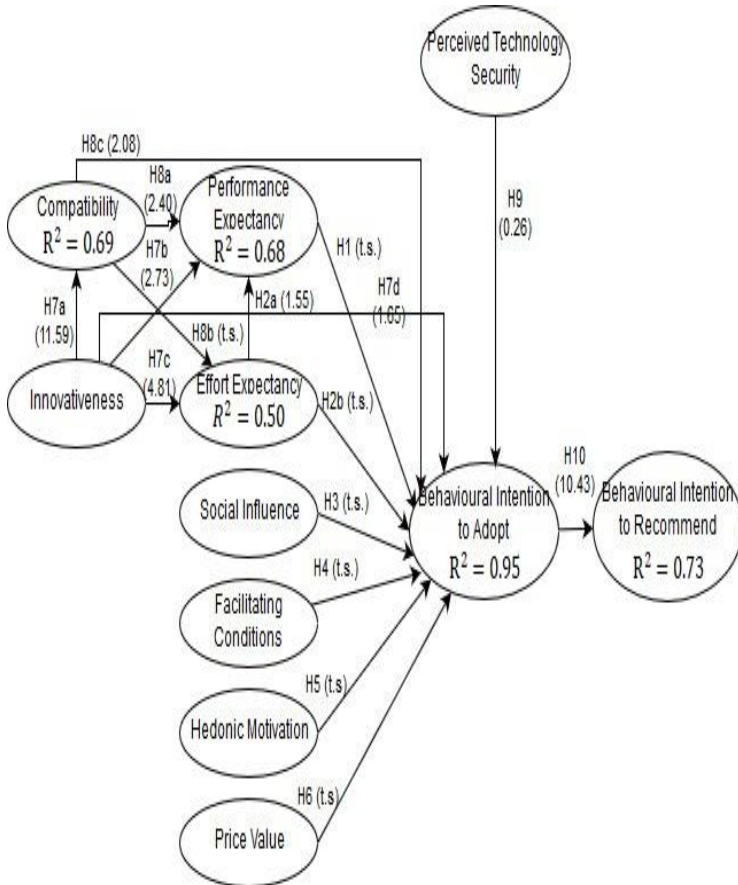 Perceived Technology
Security
H8c (2.08)
H8a
(2.40)
Performance
Expectancy
R² = 0.68
Compatibility
R² = 0.69
H9
(0.26)
H7b
(2.73)
H1 (t.s.)
H7d
(1.65)
H2a (1.55)
H7a
(11.59)
H8b (t.s.)
H7c
(4.81)
Innovativeness
Effort Expectancy
R² = 0.50
H2b (t.s.)
H10
(10.43)
Social Influence
H3 (t.s.)
Behavioural Intention
to Adopt
R² = 0.95
Behavioural Intention
to Recommend
R² = 0.73
H4 (t.s.)
Facilitating
Conditions
H5 (t.s)
Hedonic Motivation
H6 (t.s)
Price Value